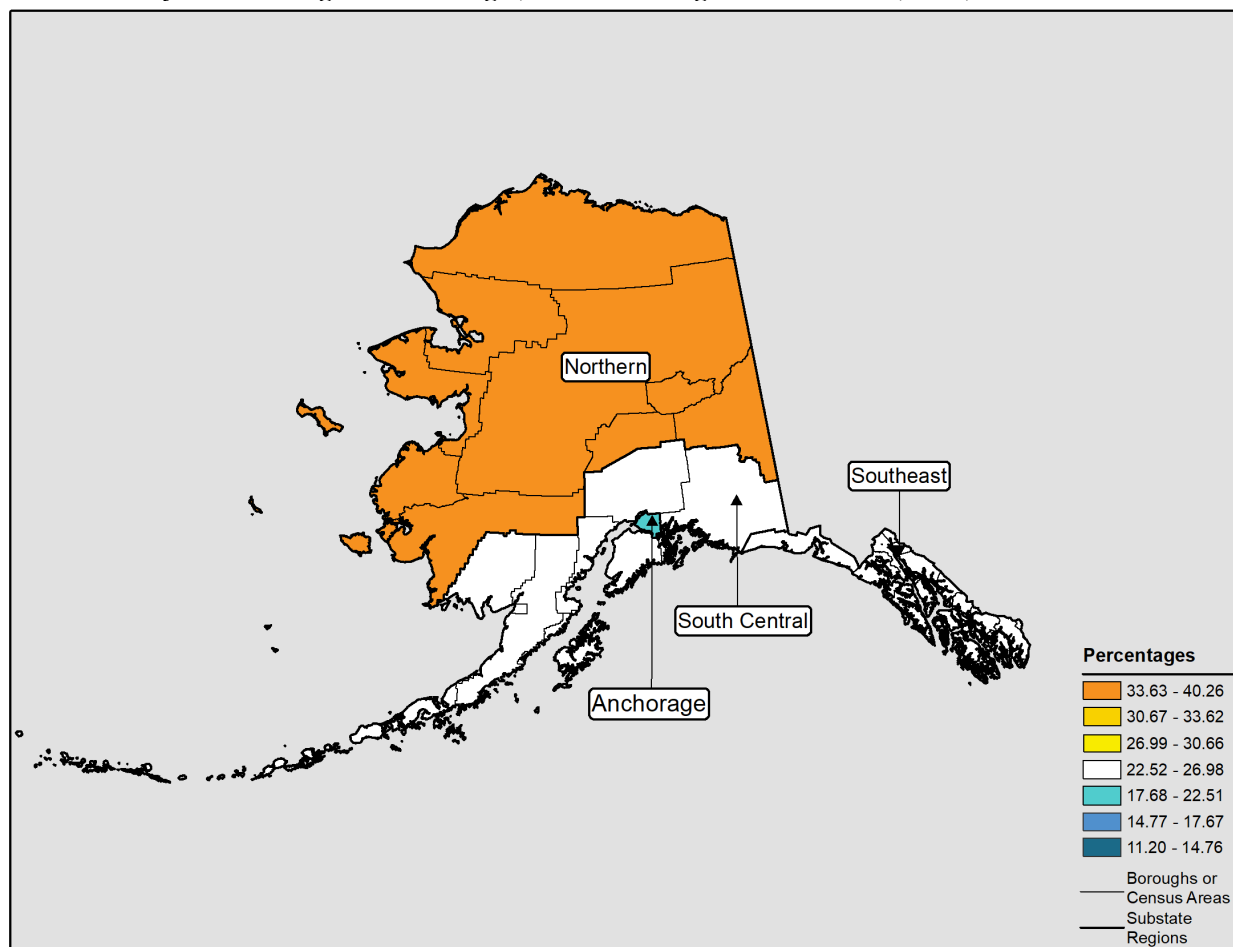 Northern
Southeast
South Central
Anchorage
Percentages
33.63 - 40.26
30.67 - 33.62
26.99 - 30.66
22.52 - 26.98
17.68 - 22.51
14.77 - 17.67
11.20 - 14.76
Boroughs or
Census Areas
Substate
Regions